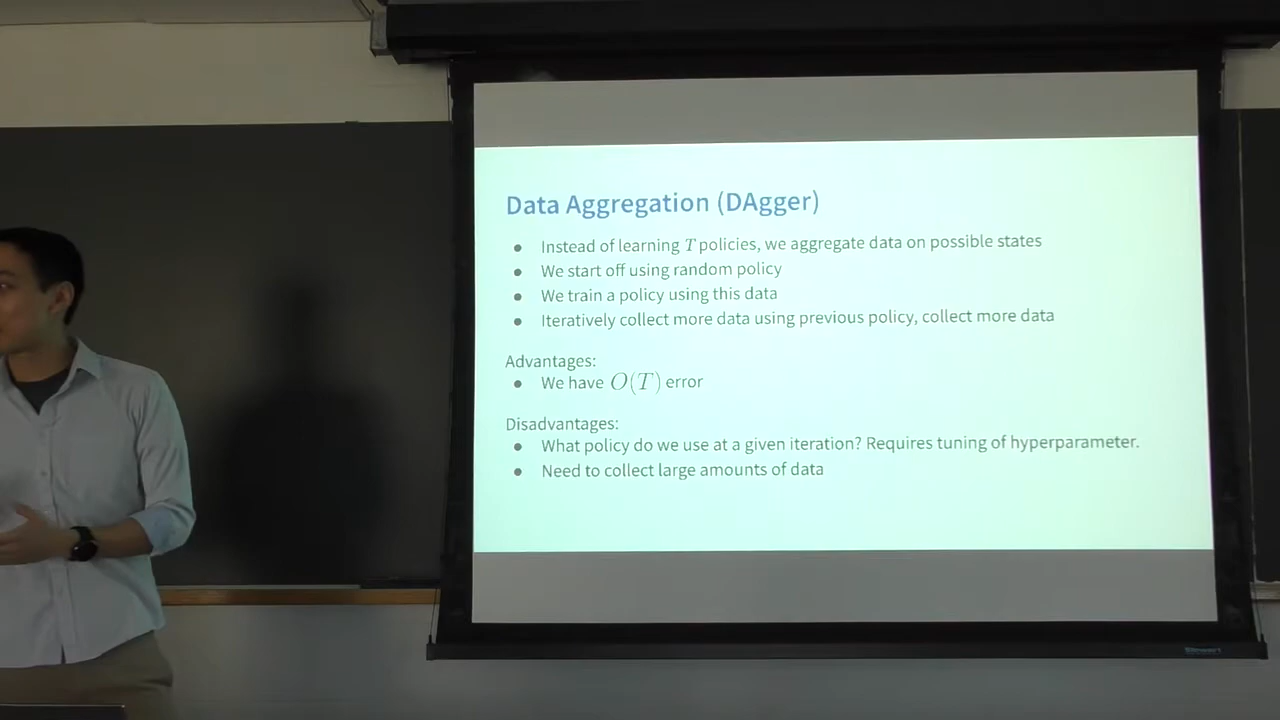 Data Aggregation (DAgger)
● Instead of learning T policies, we aggregate data on possible states
● We start off using random policy
● We train a policy using this data
● Iteratively collect more data using previous policy, collect more data
Advantages:
● We have O(T) error
Disadvantages:
● What policy do we use at a given iteration? Requires tuning of hyperparameter.
● Need to collect large amounts of data
Stewart